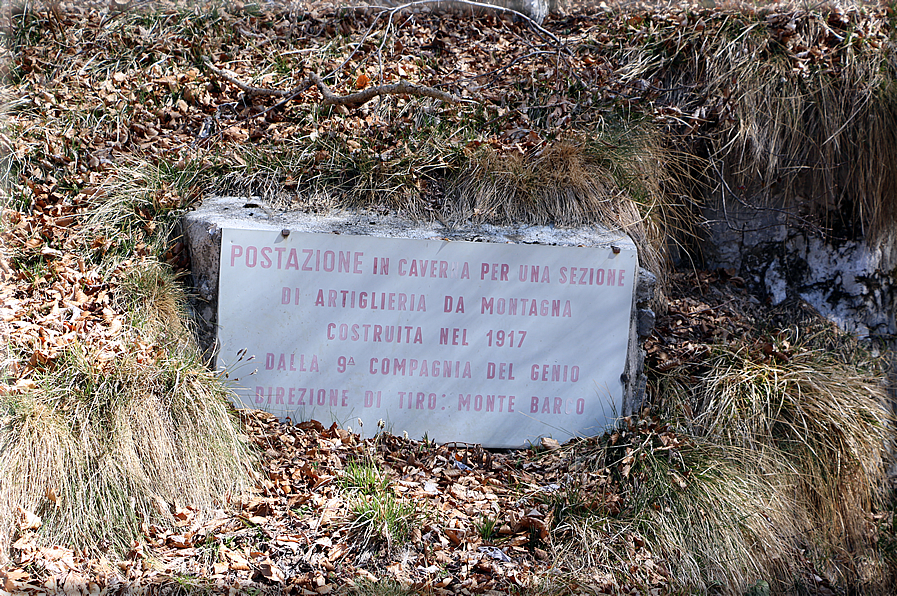 POSTAZIONE IN CAVERNA PER UNA SEZIONE
DI ARTIGLIERIA DA MONTAGNA
COSTRUITA NEL 1917
DALLA 9ª COMPAGNIA DEL GENIO
DIREZIONE DI TIRO: MONTE BARCO